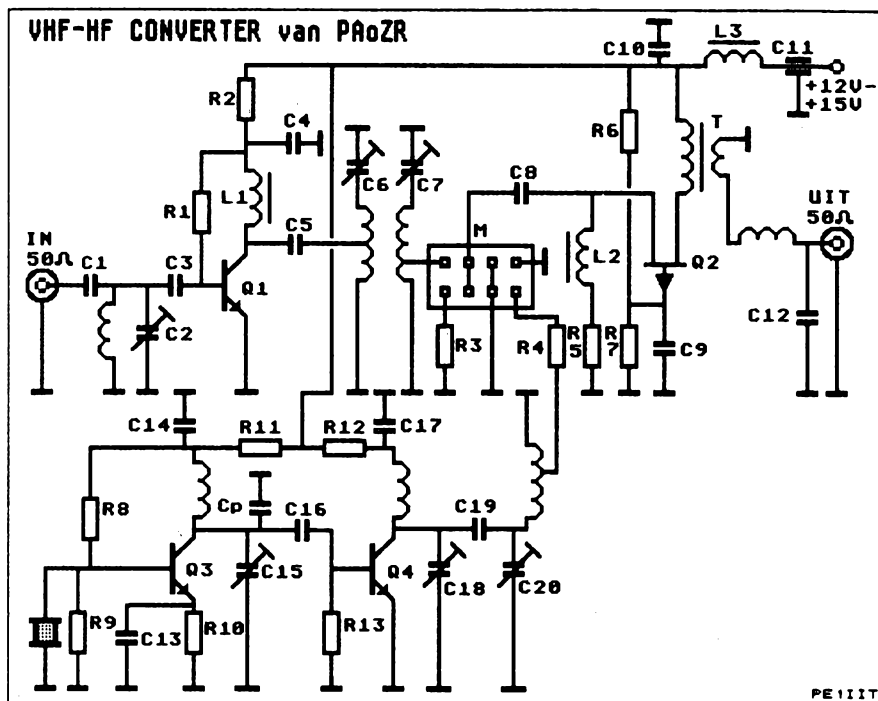 VHF-HF CONVERTER van PAoZR
L3
C10
C11
+12V-
+15V
R2
C4
R6
T
C6
C7
C8
R1
L1
C5
M
UIT
50Ω
IN
50Ω
C1
C3
Q1
L2
Q2
C2
R3
R4
R5
R7
C9
C12
C14
R11
R12
C17
R8
Cp
C16
C19
Q3
C15
Q4
C18
C20
R9
C13
R10
R13
PE1IIT